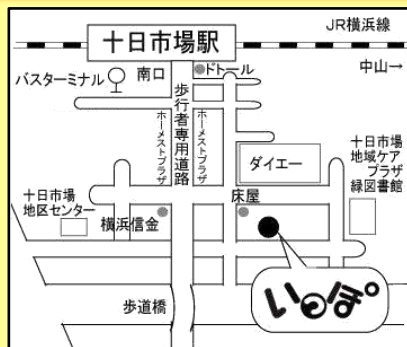 JR横浜線
十日市場駅
中山→
バスターミナル
南口
ドトール
歩行者専用道路
ホーメストプラザ
ホーメストプラザ
ダイエー
十日市場
地域ケア
プラザ
緑図書館
十日市場
地区センター
横浜信金
床屋
いっぽ。
歩道橋